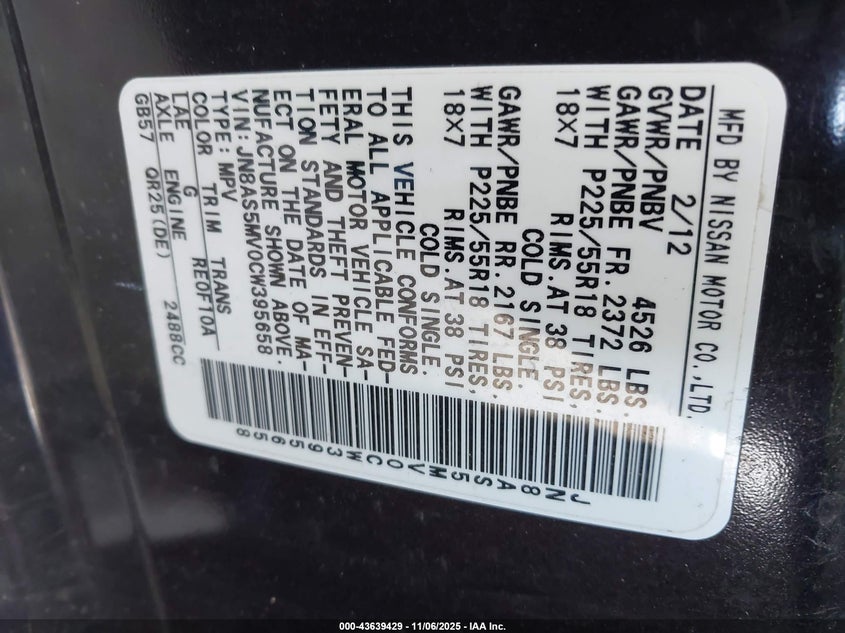 MFD BY NISSAN MOTOR CO.,LTD.
DATE 2/12
GVWR/PNBV 4526 LBS.
GAWR/PNBE FR. 2372 LBS.
WITH P225/55R18 TIRES,
18X7 RIMS.AT 38 PSI
COLD SINGLE.
GAWR/PNBE RR. 2167 LBS.
WITH P225/55R18 TIRES,
18X7 RIMS.AT 38 PSI
COLD SINGLE.
THIS VEHICLE CONFORMS
TO ALL APPLICABLE FED-
ERAL MOTOR VEHICLE SA-
FETY AND THEFT PREVEN-
TION STANDARDS IN EFF-
ECT ON THE DATE OF MA-
NUFACTURE SHOWN ABOVE.
VIN:JN8AS5MV0CW395658
TYPE:MPV
COLOR TRIM TRANS
LAE G RE0F10A
AXLE ENGINE
GB57 QR25(DE) 2488CC
JN8AS5MV0CW395658
000-43639429 - 11/06/2025 - IAA Inc.